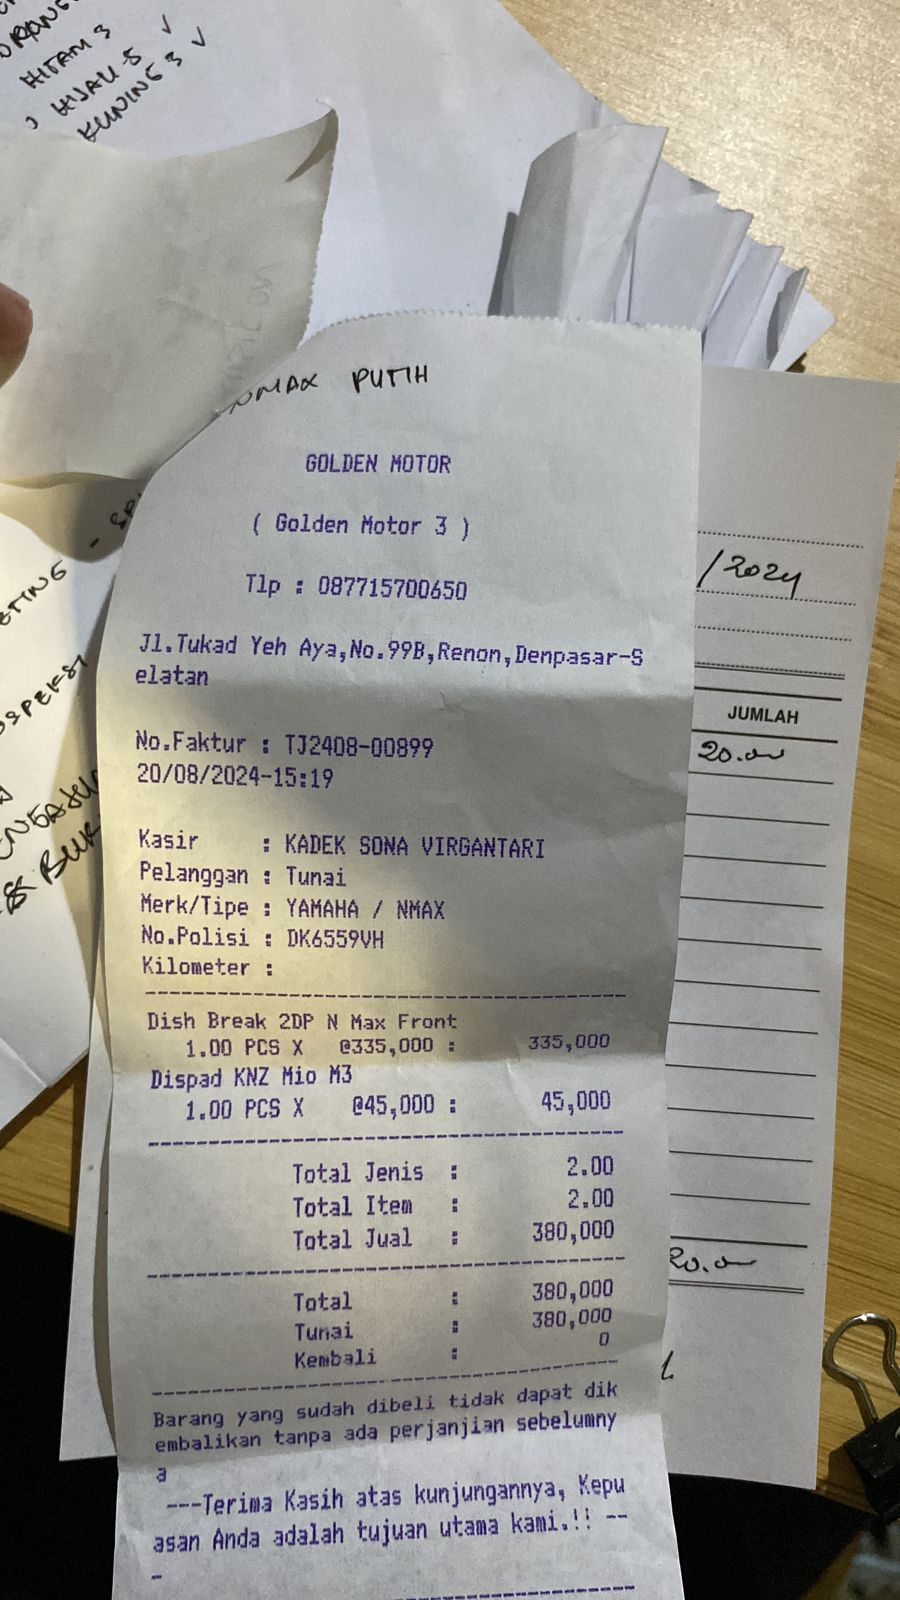 HITAM 3
HIJAU 5 ✓
KUNING 3 ✓
NMAX PUTIH
GOLDEN MOTOR
( Golden Motor 3 )
Tlp : 087715700650
Jl.Tukad Yeh Aya,No.99B,Renon,Denpasar-S
elatan
No.Faktur : TJ2408-00899
20/08/2024-15:19
Kasir : KADEK SONA VIRGANTARI
Pelanggan : Tunai
Merk/Tipe : YAMAHA / NMAX
No.Polisi : DK6559VH
Kilometer :
Dish Break 2DP N Max Front
1.00 PCS X @335,000 : 335,000
Dispad KNZ Mio M3
1.00 PCS X @45,000 : 45,000
Total Jenis : 2.00
Total Item : 2.00
Total Jual : 380,000
Total : 380,000
Tunai : 380,000
Kembali : 0
Barang yang sudah dibeli tidak dapat dik
embalikan tanpa ada perjanjian sebelumny
a
---Terima Kasih atas kunjungannya, Kepu
asan Anda adalah tujuan utama kami.!! --
-
/2024
JUMLAH